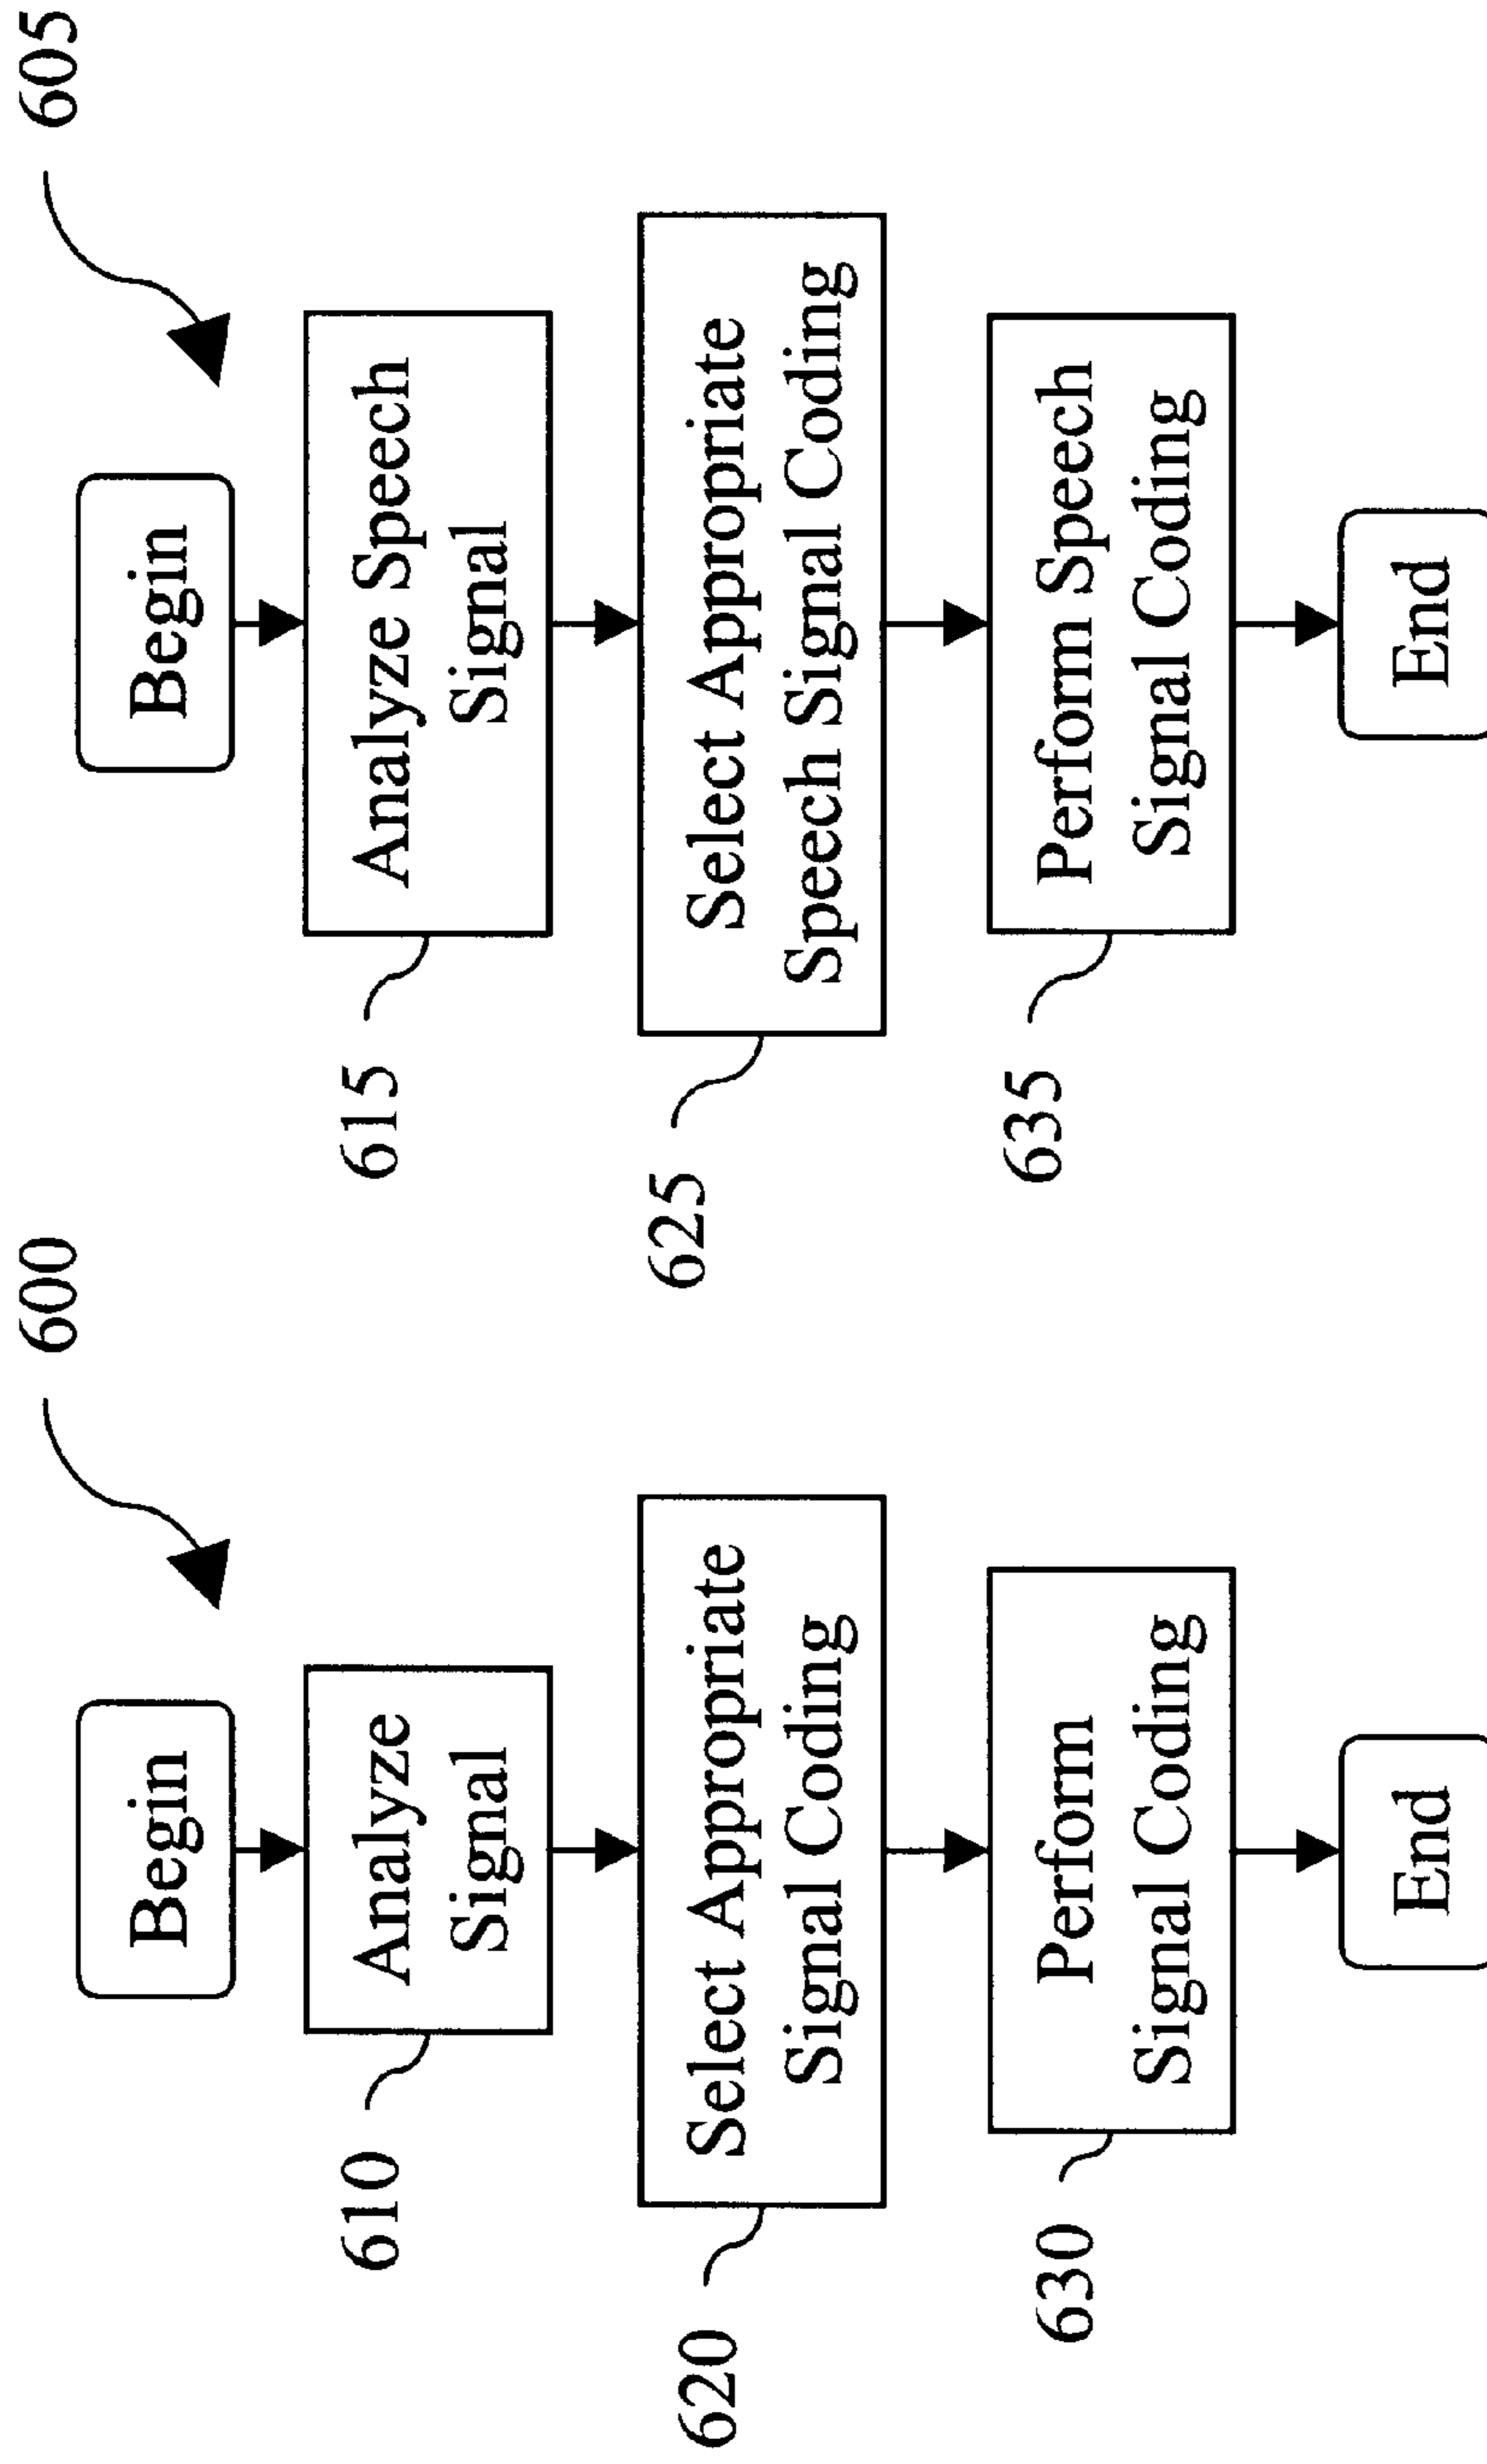 600
Begin
610
Analyze
Signal
620
Select Appropriate
Signal Coding
630
Perform
Signal Coding
End
605
Begin
615
Analyze Speech
Signal
625
Select Appropriate
Speech Signal Coding
635
Perform Speech
Signal Coding
End